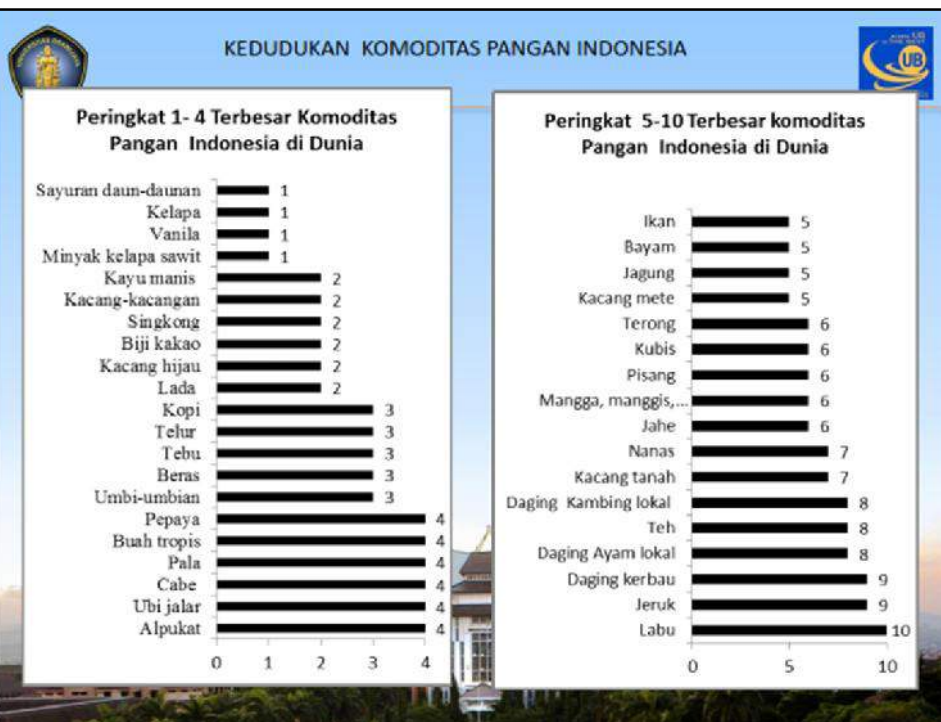 KEDUDUKAN KOMODITAS PANGAN INDONESIA
UB
Peringkat 1- 4 Terbesar Komoditas
Pangan Indonesia di Dunia
Sayuran daun-daunan 1
Kelapa 1
Vanila 1
Minyak kelapa sawit 1
Kayu manis 2
Kacang-kacangan 2
Singkong 2
Biji kakao 2
Kacang hijau 2
Lada 2
Kopi 3
Telur 3
Tebu 3
Beras 3
Umbi-umbian 3
Pepaya 4
Buah tropis 4
Pala 4
Cabe 4
Ubi jalar 4
Alpukat 4
0 1 2 3 4
Peringkat 5-10 Terbesar komoditas
Pangan Indonesia di Dunia
Ikan 5
Bayam 5
Jagung 5
Kacang mete 5
Terong 6
Kubis 6
Pisang 6
Mangga, manggis,... 6
Jahe 6
Nanas 7
Kacang tanah 7
Daging Kambing lokal 8
Teh 8
Daging Ayam lokal 8
Daging kerbau 9
Jeruk 9
Labu 10
0 5 10